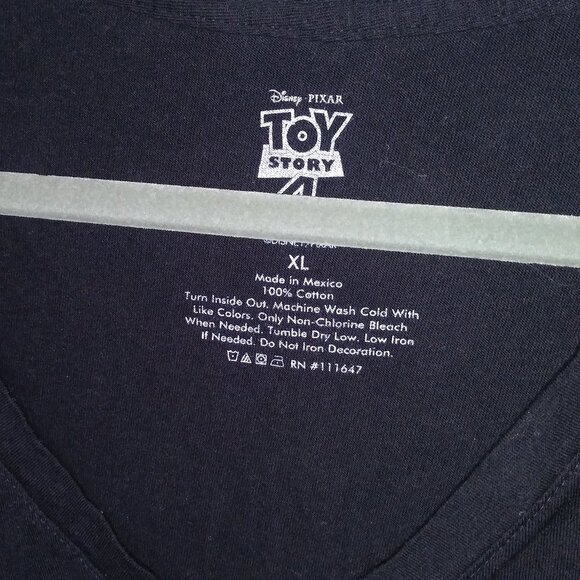 Disney · PIXAR
TOY
STORY
4
©DISNEY/PIXAR
XL
Made in Mexico
100% Cotton
Turn Inside Out. Machine Wash Cold With
Like Colors. Only Non-Chlorine Bleach
When Needed. Tumble Dry Low. Low Iron
If Needed. Do Not Iron Decoration.
RN #111647